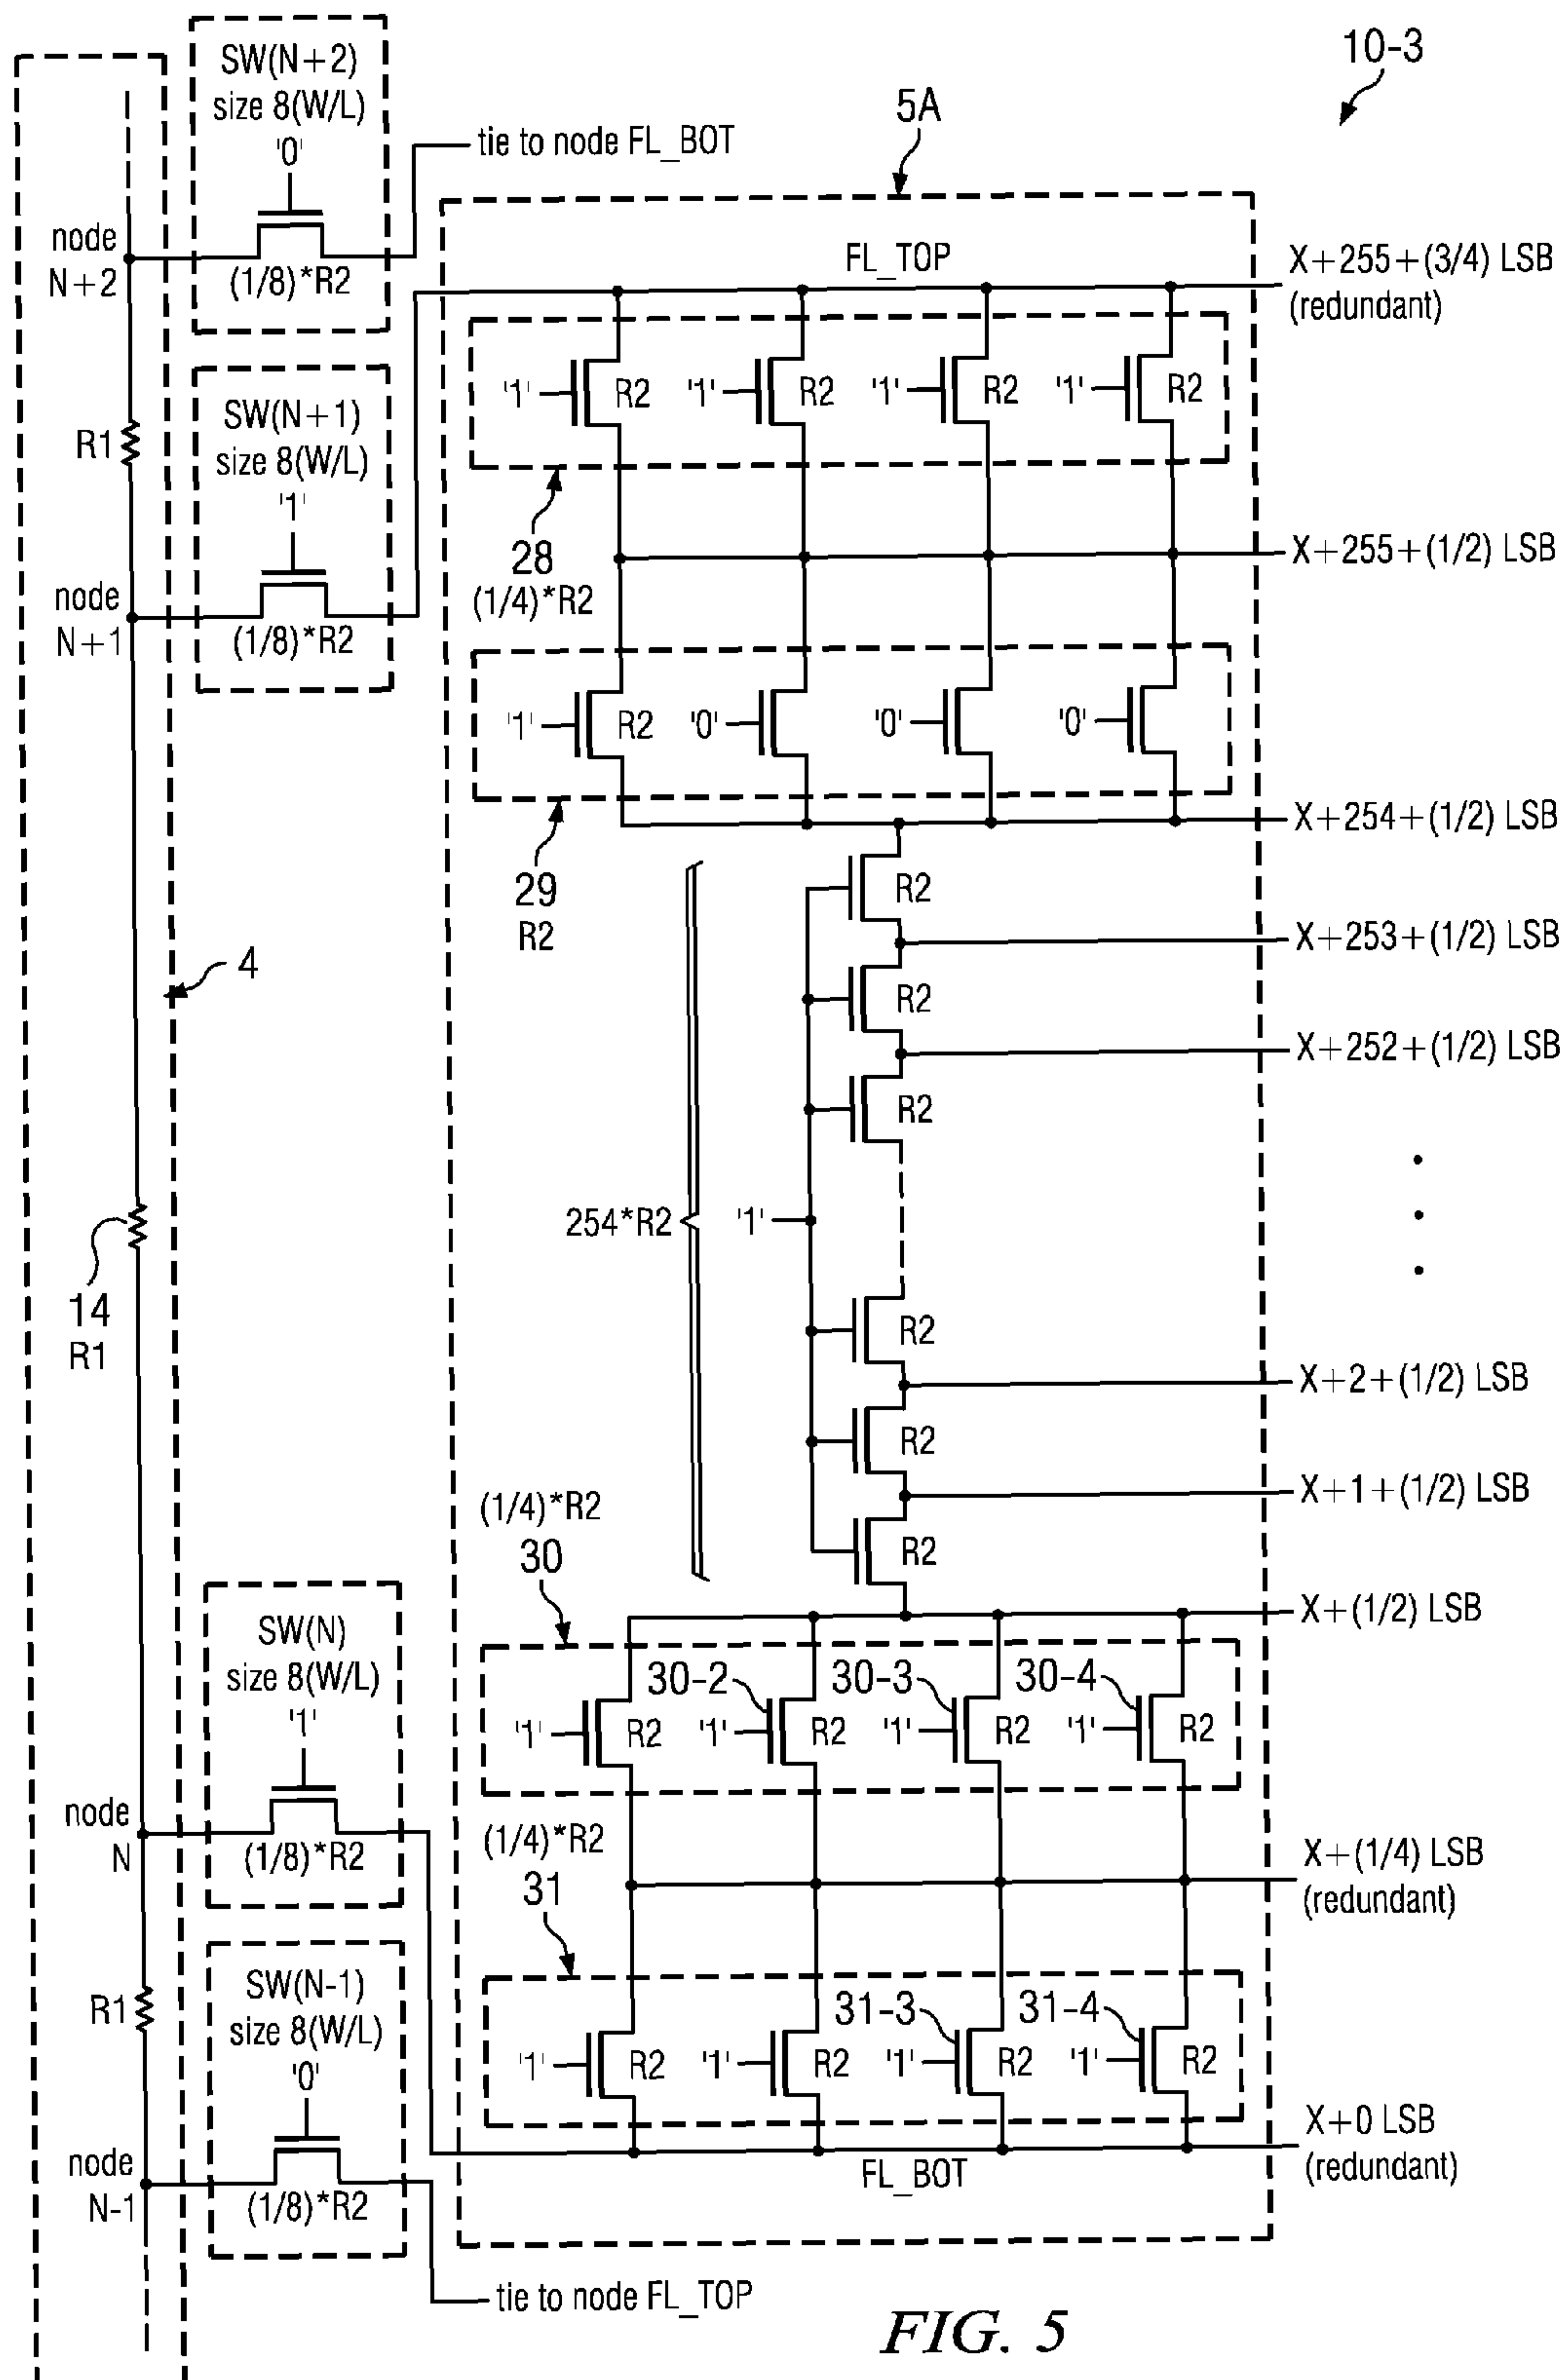 10-3
SW(N+2)
size 8(W/L)
'0'
5A
tie to node FL_BOT
node
N+2
(1/8)*R2
FL_TOP
X+255+(3/4) LSB
(redundant)
SW(N+1)
size 8(W/L)
'1'
R1
'1' R2 '1' R2 '1' R2 '1' R2
28
(1/4)*R2
X+255+(1/2) LSB
node
N+1
(1/8)*R2
'1' R2 '0' '0' '0'
29
R2
X+254+(1/2) LSB
R2
X+253+(1/2) LSB
4
R2
X+252+(1/2) LSB
R2
254*R2
'1'
14
R1
R2
X+2+(1/2) LSB
R2
X+1+(1/2) LSB
(1/4)*R2
30
R2
X+(1/2) LSB
SW(N)
size 8(W/L)
'1'
30-2 30-3 30-4
'1' R2 '1' R2 '1' R2 '1' R2
node
N
(1/8)*R2
(1/4)*R2
31
X+(1/4) LSB
(redundant)
SW(N-1)
size 8(W/L)
'0'
R1
31-3 31-4
'1' R2 '1' R2 '1' R2 '1' R2
node
N-1
(1/8)*R2
FL_BOT
X+0 LSB
(redundant)
tie to node FL_TOP
FIG. 5